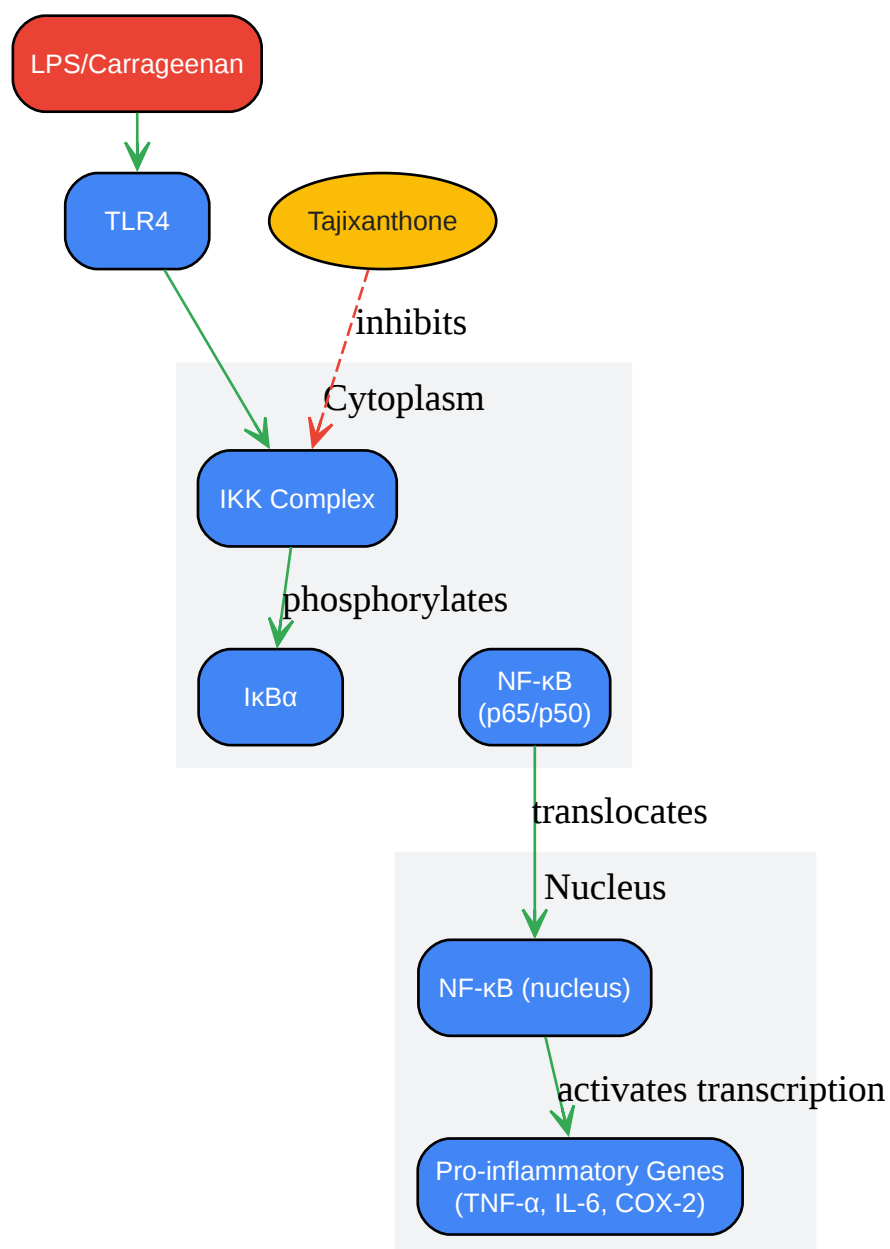 LPS/Carrageenan
TLR4
Tajixanthone
inhibits
Cytoplasm
IKK Complex
phosphorylates
IκBα
NF-κB
(p65/p50)
translocates
Nucleus
NF-κB (nucleus)
activates transcription
Pro-inflammatory Genes
(TNF-α, IL-6, COX-2)